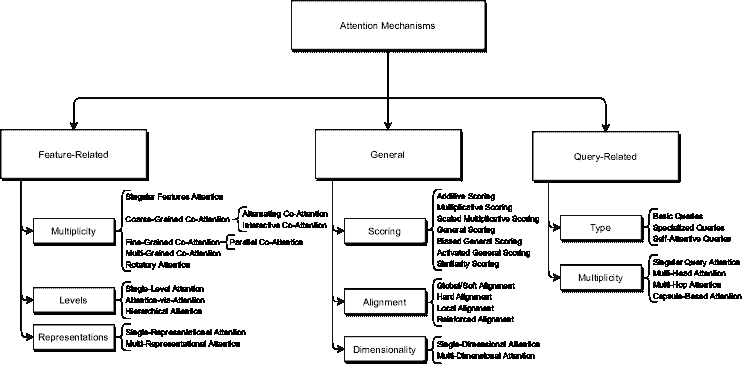 Attention Mechanisms
Feature-Related
Multiplicity
Singular Features Attention
Coarse-Grained Co-Attention
Alternating Co-Attention
Interactive Co-Attention
Fine-Grained Co-Attention
Parallel Co-Attention
Multi-Grained Co-Attention
Rotatory Attention
Levels
Single-Level Attention
Attention-via-Attention
Hierarchical Attention
Representations
Single-Representational Attention
Multi-Representational Attention
General
Scoring
Additive Scoring
Multiplicative Scoring
Scaled Multiplicative Scoring
General Scoring
Biased General Scoring
Activated General Scoring
Similarity Scoring
Alignment
Global/Soft Alignment
Hard Alignment
Local Alignment
Reinforced Alignment
Dimensionality
Single-Dimensional Attention
Multi-Dimensional Attention
Query-Related
Type
Basic Queries
Specialized Queries
Self-Attentive Queries
Multiplicity
Singular Query Attention
Multi-Head Attention
Multi-Hop Attention
Capsule-Based Attention